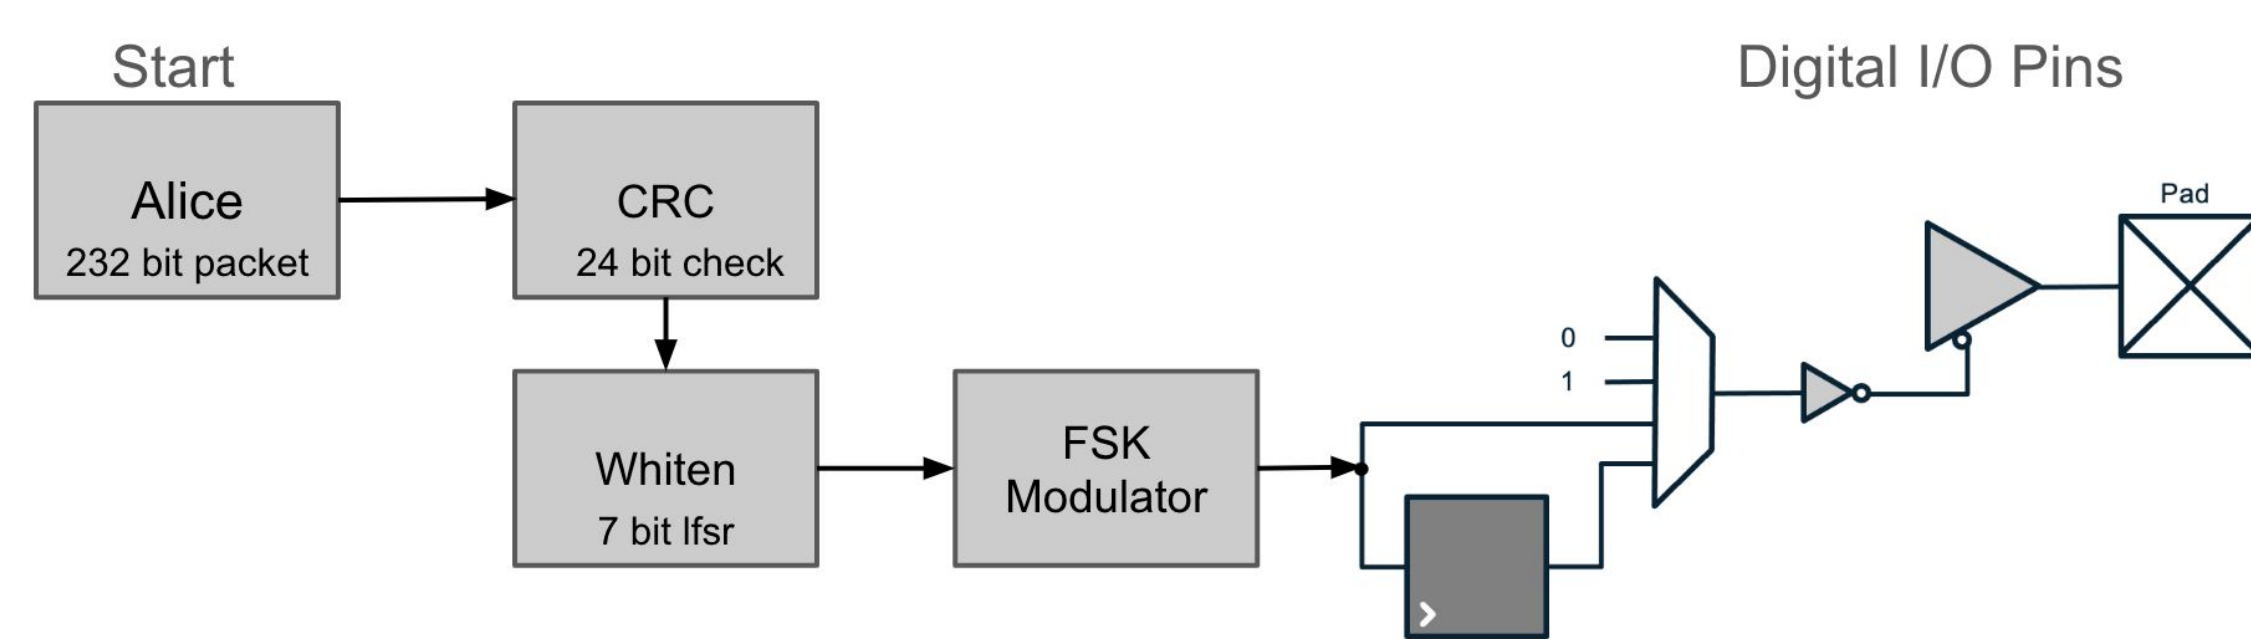 Start
Digital I/O Pins
Alice
232 bit packet
CRC
24 bit check
Whiten
7 bit lfsr
FSK
Modulator
0
1
Pad